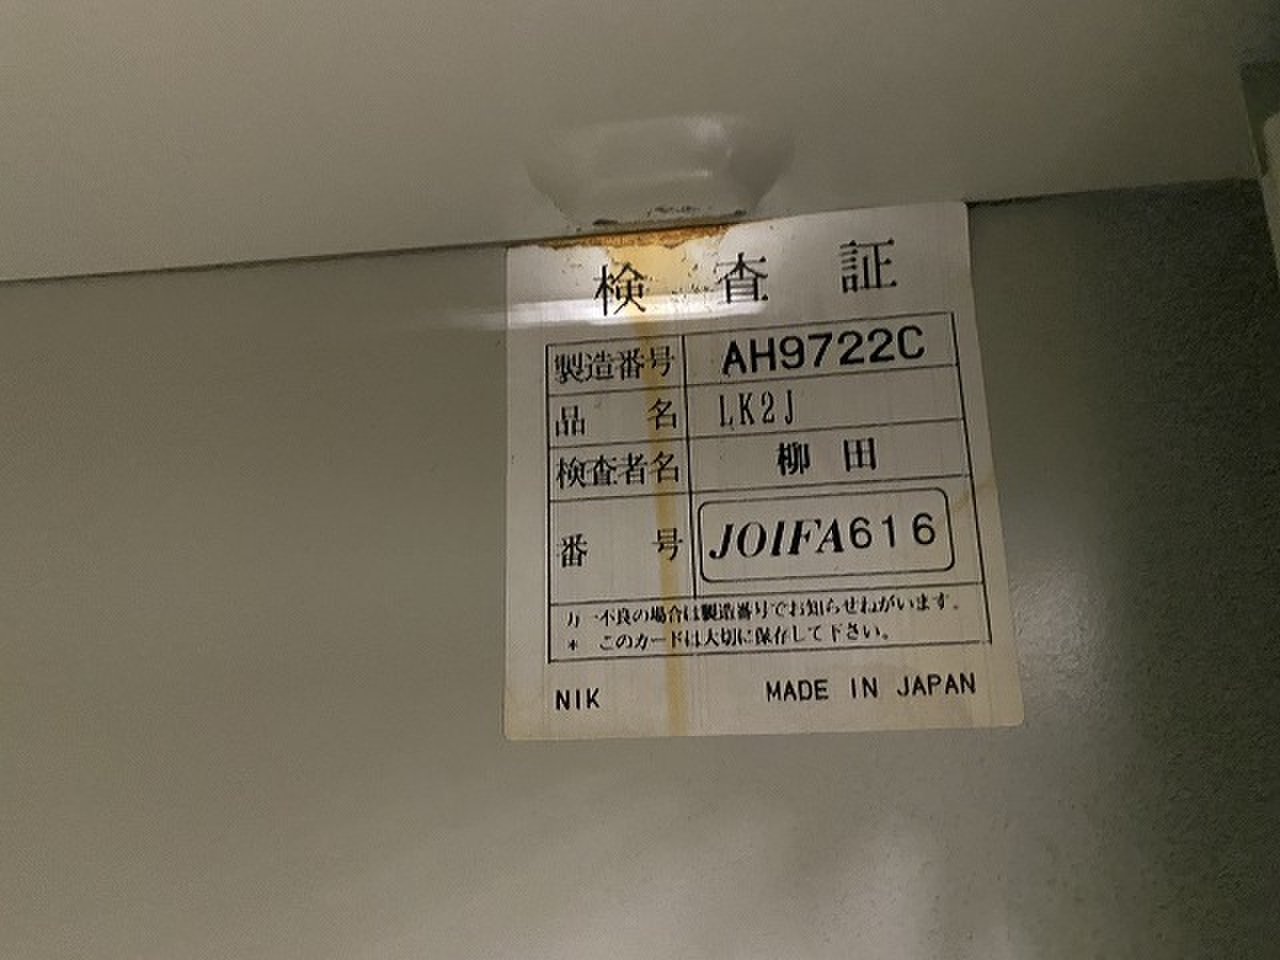 検査証
製造番号 AH9722C
品名 LK2J
検査者名 柳田
番号 JOIFA616
万一不良の場合は製造番号でお知らせねがいます。
* このカードは大切に保存して下さい。
NIK MADE IN JAPAN